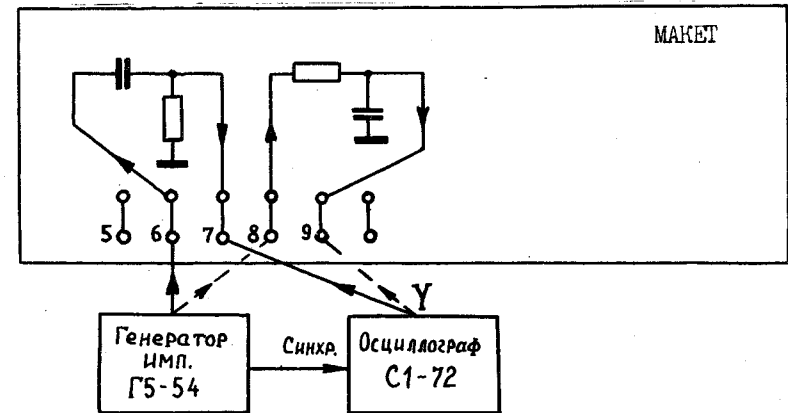 МАКЕТ
5 6 7 8 9
Y
Генератор
имп.
Г5-54
Синхр.
Осциллограф
С1-72